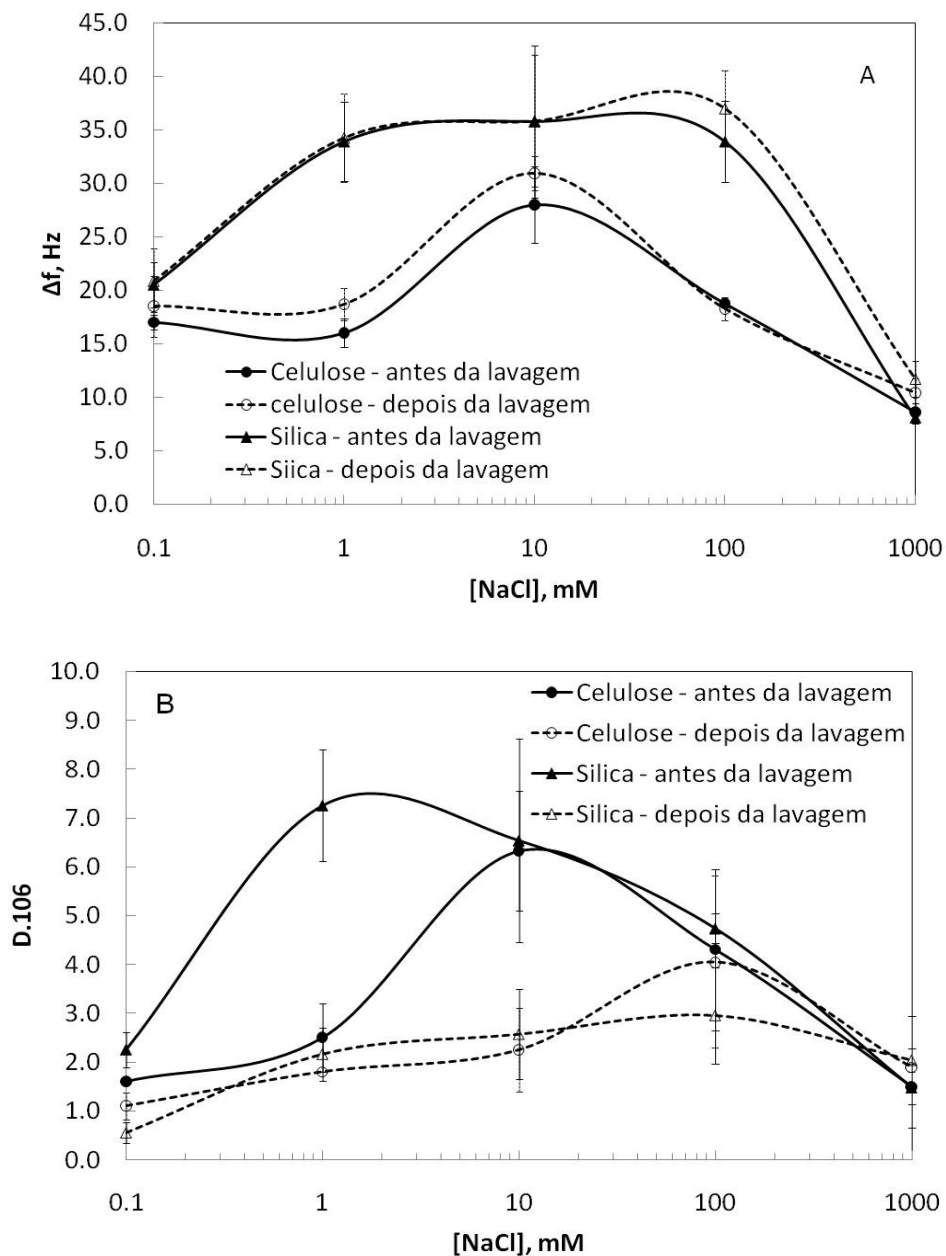 45.0
A
40.0
35.0
30.0
25.0
20.0
15.0
10.0
5.0
0.0
Δf, Hz
Celulose - antes da lavagem
celulose - depois da lavagem
Silica - antes da lavagem
Siica - depois da lavagem
0.1 1 10 100 1000
[NaCl], mM
10.0
B
9.0
8.0
7.0
6.0
5.0
4.0
3.0
2.0
1.0
0.0
D.106
Celulose - antes da lavagem
Celulose - depois da lavagem
Silica - antes da lavagem
Silica - depois da lavagem
0.1 1 10 100 1000
[NaCl], mM